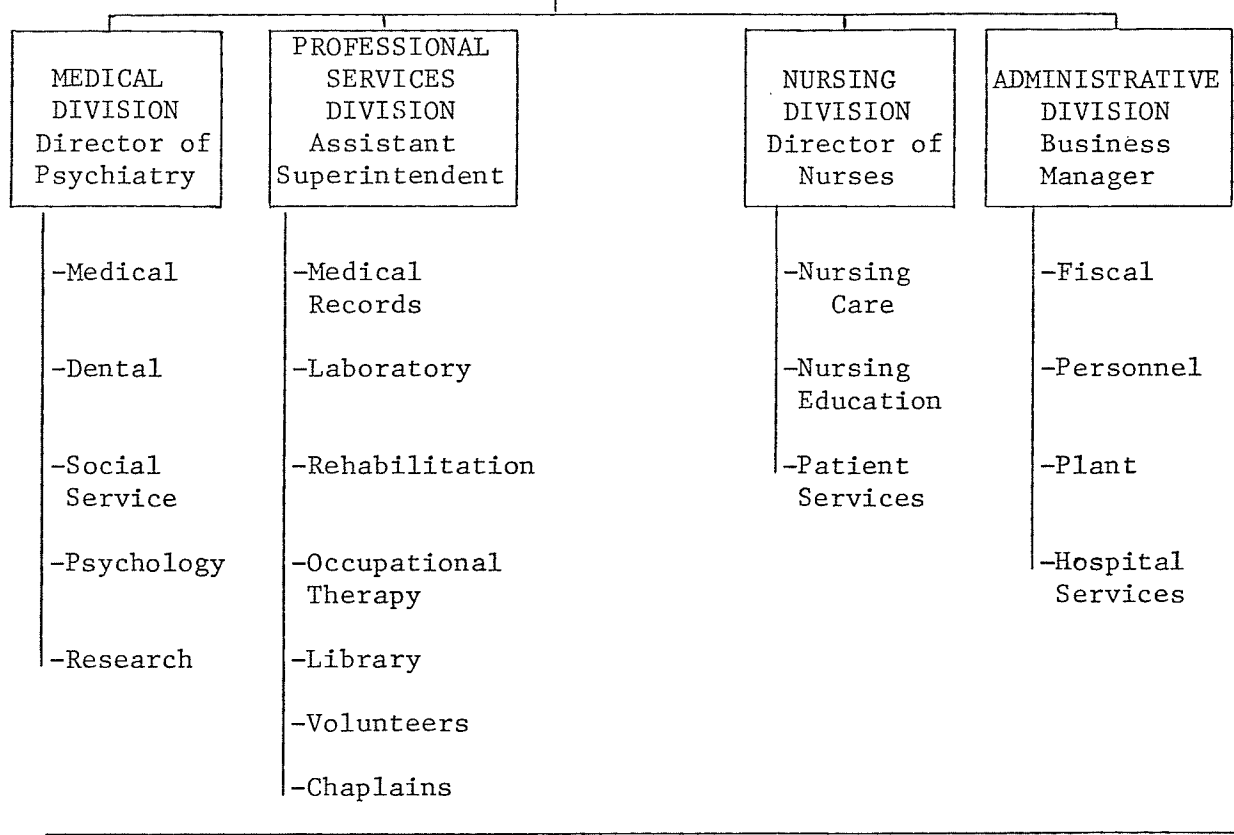 MEDICAL
DIVISION
Director of
Psychiatry
-Medical
-Dental
-Social
Service
-Psychology
-Research
PROFESSIONAL
SERVICES
DIVISION
Assistant
Superintendent
-Medical
Records
-Laboratory
-Rehabilitation
-Occupational
Therapy
-Library
-Volunteers
-Chaplains
NURSING
DIVISION
Director of
Nurses
-Nursing
Care
-Nursing
Education
-Patient
Services
ADMINISTRATIVE
DIVISION
Business
Manager
-Fiscal
-Personnel
-Plant
-Hospital
Services